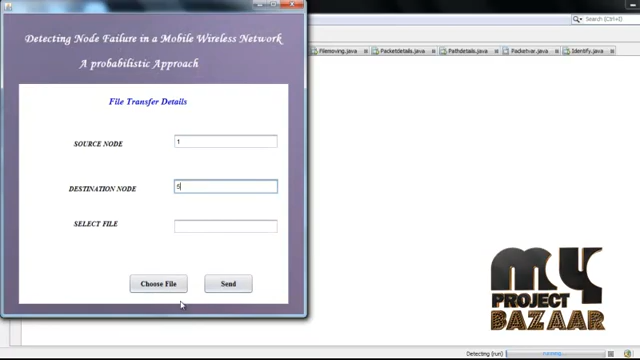 Search (Ctrl+I)
Detecting Node Failure in a Mobile Wireless Network
A probabilistic Approach
Filemoving.java
Packetdetails.java
Pathdetails.java
Packetvar.java
Identify.java
File Transfer Details
SOURCE NODE
1
DESTINATION NODE
5
SELECT FILE
Choose File
Send
my
PROJECT
BAZAAR
Detecting (run)
running...